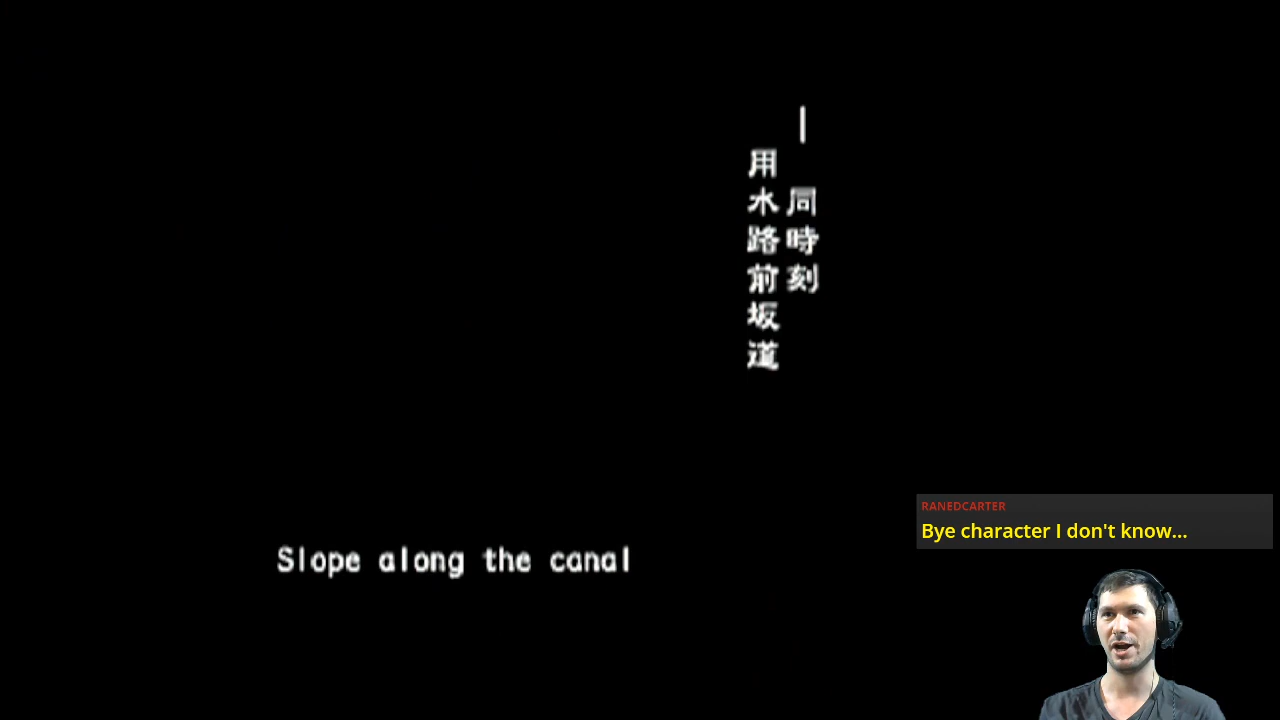 ― 同時刻
用水路前坂道
Slope along the canal
RANEDCARTER
Bye character I don't know...